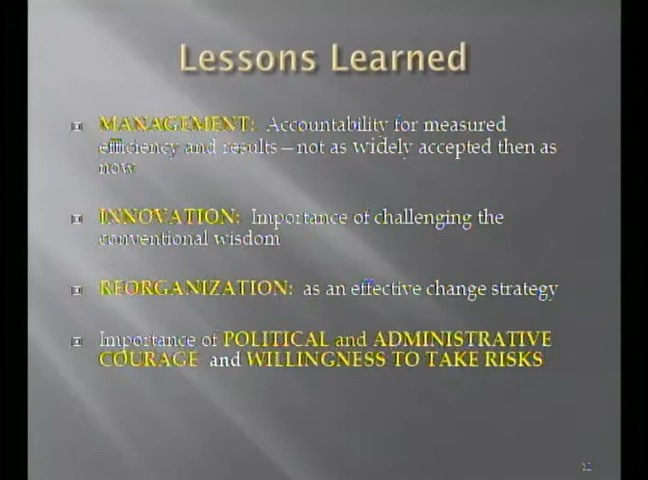 Lessons Learned
MANAGEMENT: Accountability for measured
efficiency and results—not as widely accepted then as
now
INNOVATION: Importance of challenging the
conventional wisdom
REORGANIZATION: as an effective change strategy
Importance of POLITICAL and ADMINISTRATIVE
COURAGE and WILLINGNESS TO TAKE RISKS
12